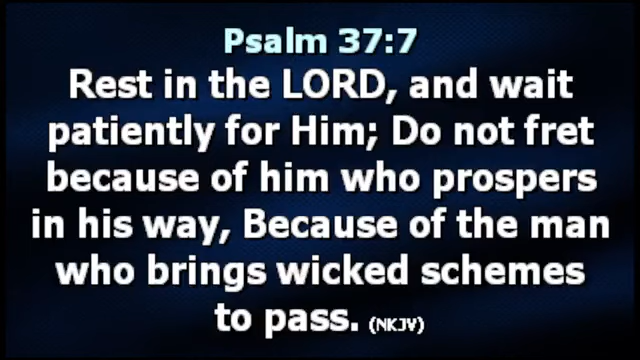 Psalm 37:7
Rest in the LORD, and wait
patiently for Him; Do not fret
because of him who prospers
in his way, Because of the man
who brings wicked schemes
to pass. (NKJV)